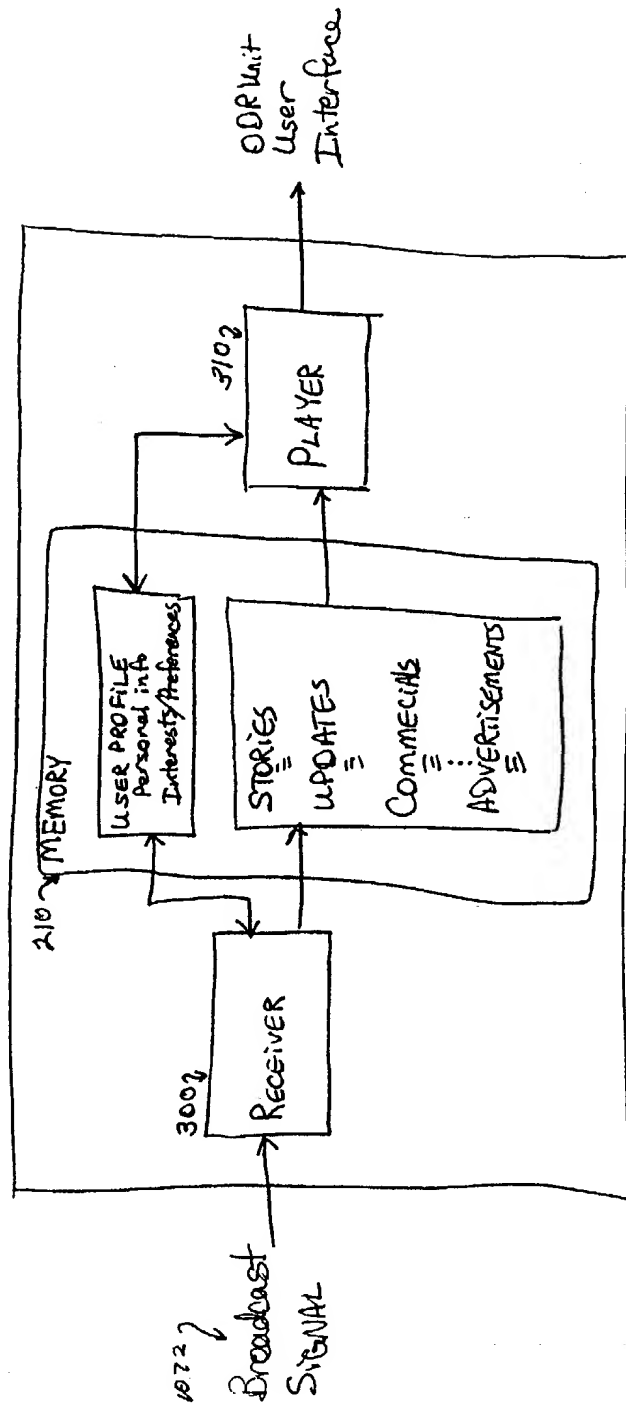 1072
Broadcast
SIGNAL
300
RECEIVER
210 MEMORY
USER PROFILE
Personal info
Interests/Preferences
STORIES
UPDATES
COMMECIALS
ADVERTISEMENTS
310
PLAYER
ODR Unit
User
Interface